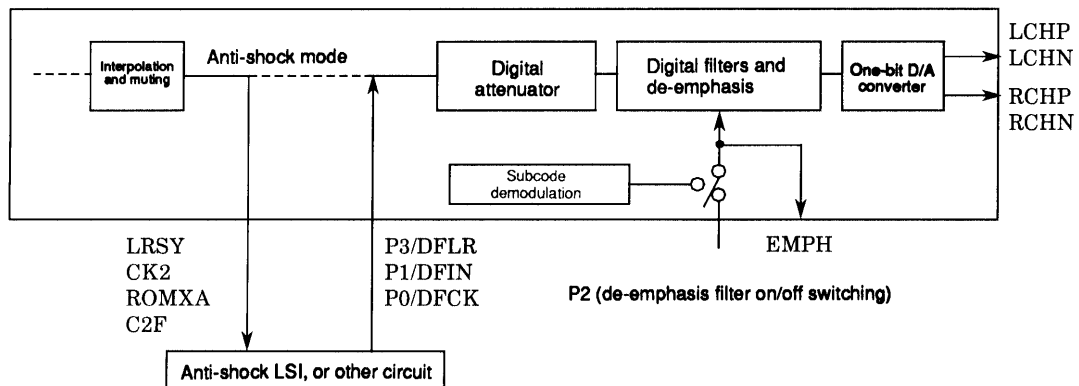 Interpolation
and muting
Anti-shock mode
Digital
attenuator
Digital filters and
de-emphasis
One-bit D/A
converter
LCHP
LCHN
RCHP
RCHN
Subcode
demodulation
LRSY
CK2
ROMXA
C2F
P3/DFLR
P1/DFIN
P0/DFCK
EMPH
P2 (de-emphasis filter on/off switching)
Anti-shock LSI, or other circuit